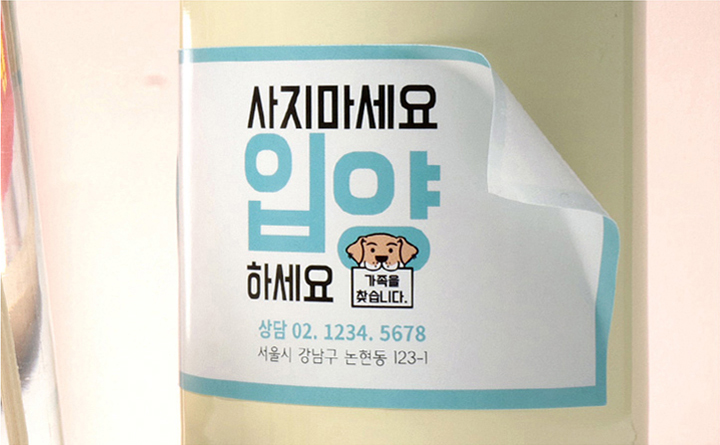 사지마세요
입양
하세요
가족을
찾습니다.
상담 02. 1234. 5678
서울시 강남구 논현동 123-1